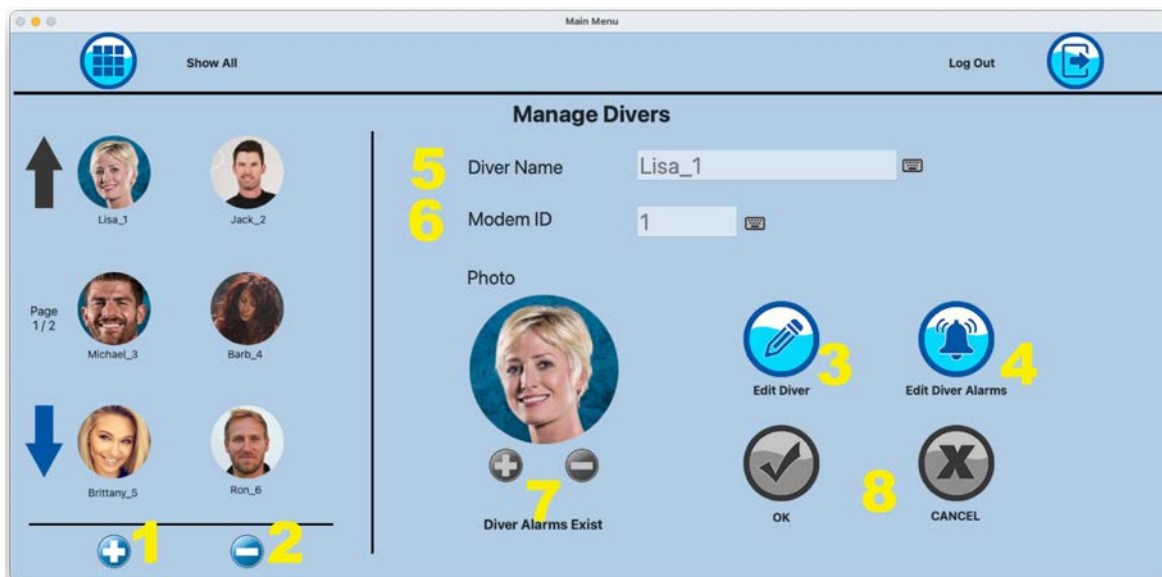 Main Menu
Show All
Log Out
Manage Divers
Lisa_1
Jack_2
Page
1 / 2
Michael_3
Barb_4
Brittany_5
Ron_6
1
2
5
Diver Name
Lisa_1
6
Modem ID
1
Photo
3
Edit Diver
4
Edit Diver Alarms
7
Diver Alarms Exist
OK
8
CANCEL